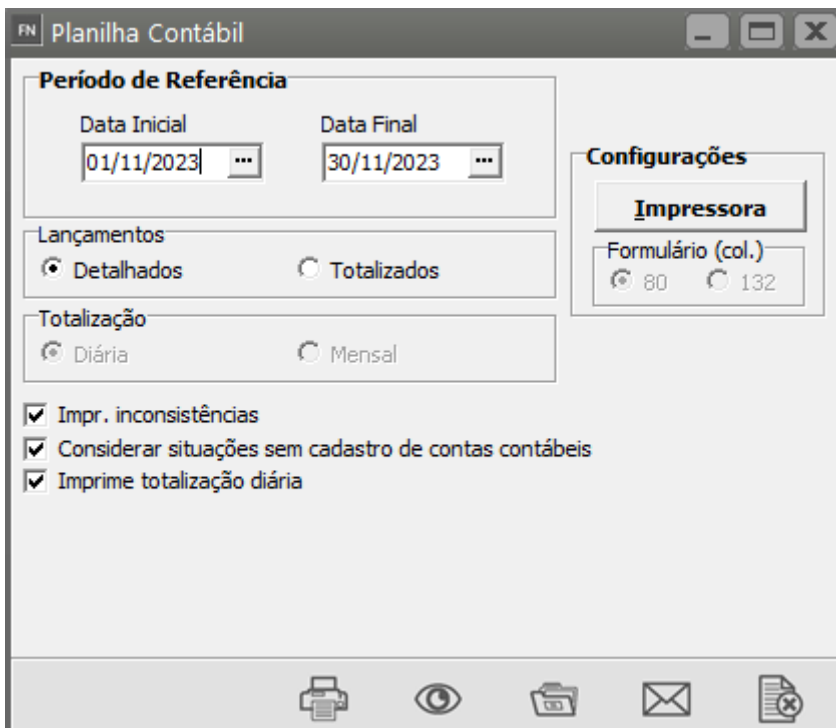 FN Planilha Contábil
Período de Referência
Data Inicial Data Final
01/11/2023 ... 30/11/2023 ...
Configurações
Impressora
Formulário (col.)
80 132
Lançamentos
Detalhados Totalizados
Totalização
Diária Mensal
Impr. inconsistências
Considerar situações sem cadastro de contas contábeis
Imprime totalização diária